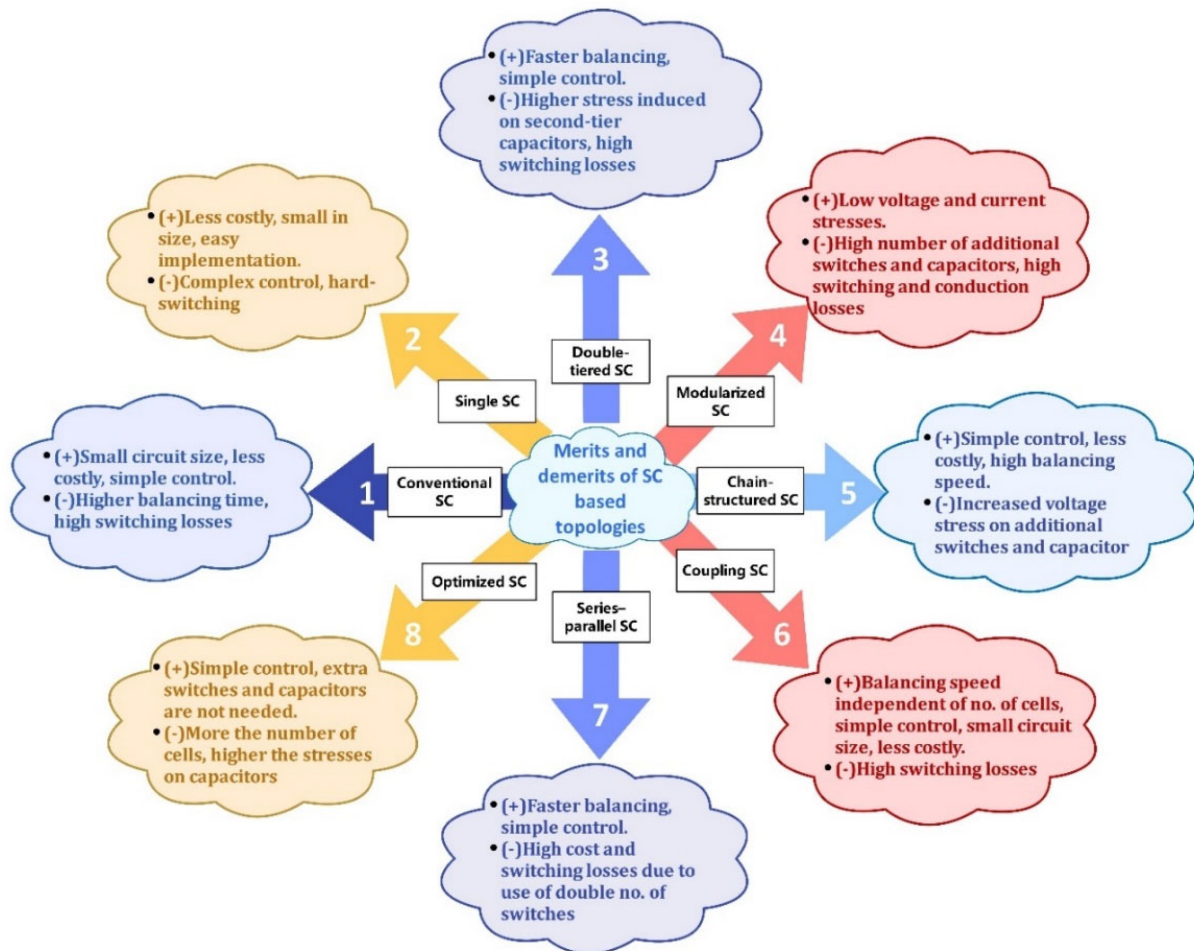 • (+)Faster balancing,
simple control.
• (-)Higher stress induced
on second-tier
capacitors, high
switching losses
• (+)Less costly, small in
size, easy
implementation.
• (-)Complex control, hard-
switching
• (+)Low voltage and current
stresses.
• (-)High number of additional
switches and capacitors, high
switching and conduction
losses
3
2
4
Double-
tiered SC
Single SC
Modularized
SC
• (+)Small circuit size, less
costly, simple control.
• (-)Higher balancing time,
high switching losses
1
Conventional
SC
Merits and
demerits of SC
based
topologies
Chain-
structured SC
5
• (+)Simple control, less
costly, high balancing
speed.
• (-)Increased voltage
stress on additional
switches and capacitor
Optimized SC
Series–
parallel SC
Coupling SC
8
7
6
• (+)Simple control, extra
switches and capacitors
are not needed.
• (-)More the number of
cells, higher the stresses
on capacitors
• (+)Balancing speed
independent of no. of cells,
simple control, small circuit
size, less costly.
• (-)High switching losses
• (+)Faster balancing,
simple control.
• (-)High cost and
switching losses due to
use of double no. of
switches